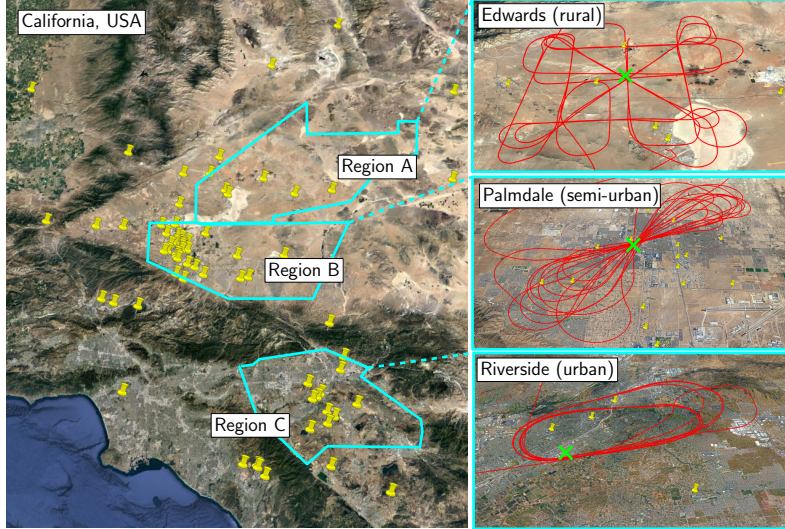 California, USA
Region A
Region B
Region C
Edwards (rural)
Palmdale (semi-urban)
Riverside (urban)